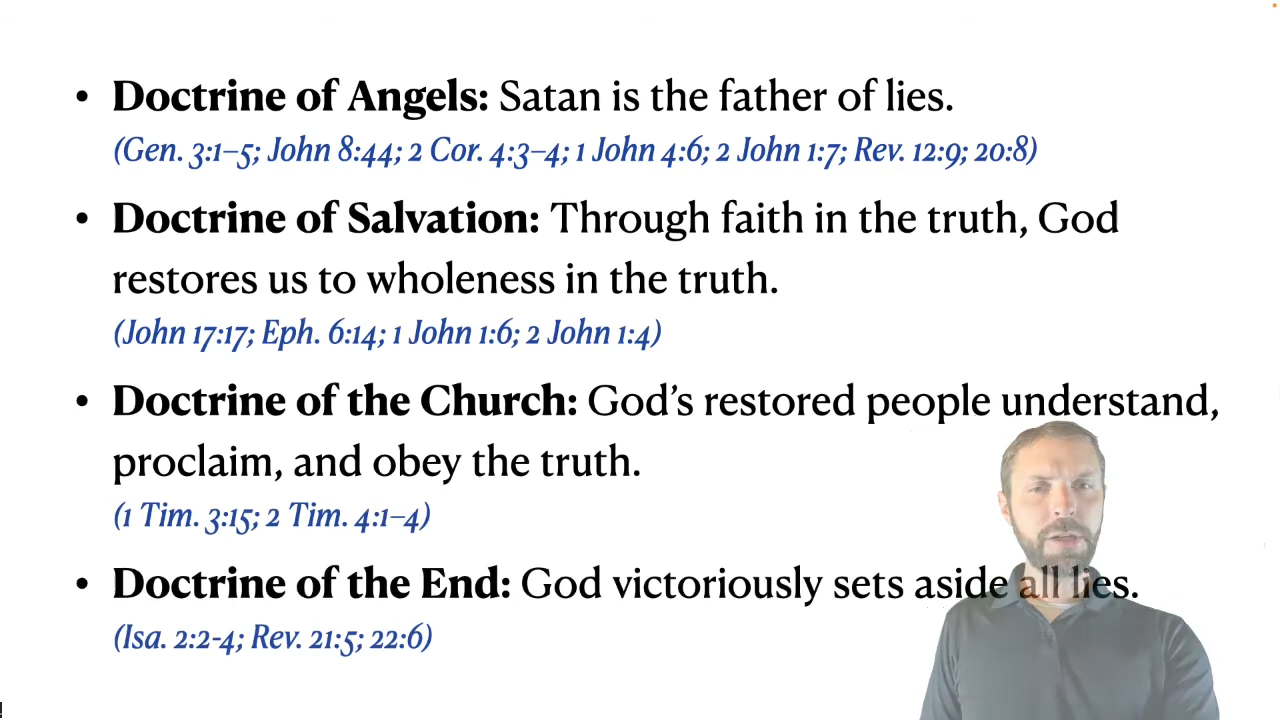 • Doctrine of Angels: Satan is the father of lies.
(Gen. 3:1–5; John 8:44; 2 Cor. 4:3–4; 1 John 4:6; 2 John 1:7; Rev. 12:9; 20:8)
• Doctrine of Salvation: Through faith in the truth, God
restores us to wholeness in the truth.
(John 17:17; Eph. 6:14; 1 John 1:6; 2 John 1:4)
• Doctrine of the Church: God’s restored people understand,
proclaim, and obey the truth.
(1 Tim. 3:15; 2 Tim. 4:1–4)
• Doctrine of the End: God victoriously sets aside all lies.
(Isa. 2:2-4; Rev. 21:5; 22:6)